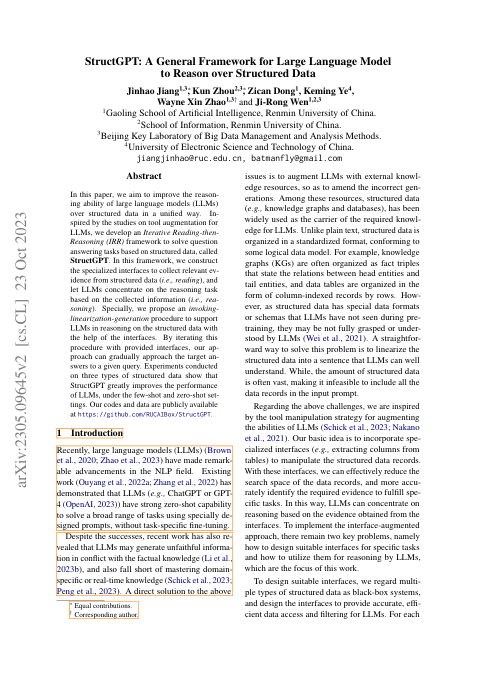 StructGPT: A General Framework for Large Language Model
to Reason over Structured Data
Jinhao Jiang1,3*, Kun Zhou2,3*, Zican Dong1, Keming Ye4,
Wayne Xin Zhao1,3† and Ji-Rong Wen1,2,3
1Gaoling School of Artificial Intelligence, Renmin University of China.
2School of Information, Renmin University of China.
3Beijing Key Laboratory of Big Data Management and Analysis Methods.
4University of Electronic Science and Technology of China.
jiangjinhao@ruc.edu.cn, batmanfly@gmail.com
arXiv:2305.09645v2 [cs.CL] 23 Oct 2023
Abstract
In this paper, we aim to improve the reason-
ing ability of large language models (LLMs)
over structured data in a unified way. In-
spired by the studies on tool augmentation for
LLMs, we develop an Iterative Reading-then-
Reasoning (IRR) framework to solve question
answering tasks based on structured data, called
StructGPT. In this framework, we construct
the specialized interfaces to collect relevant ev-
idence from structured data (i.e., reading), and
let LLMs concentrate on the reasoning task
based on the collected information (i.e., rea-
soning). Specially, we propose an invoking-
linearization-generation procedure to support
LLMs in reasoning on the structured data with
the help of the interfaces. By iterating this
procedure with provided interfaces, our ap-
proach can gradually approach the target an-
swers to a given query. Experiments conducted
on three types of structured data show that
StructGPT greatly improves the performance
of LLMs, under the few-shot and zero-shot set-
tings. Our codes and data are publicly available
at https://github.com/RUCAIBox/StructGPT.
1 Introduction
Recently, large language models (LLMs) (Brown
et al., 2020; Zhao et al., 2023) have made remark-
able advancements in the NLP field. Existing
work (Ouyang et al., 2022a; Zhang et al., 2022) has
demonstrated that LLMs (e.g., ChatGPT or GPT-
4 (OpenAI, 2023)) have strong zero-shot capability
to solve a broad range of tasks using specially de-
signed prompts, without task-specific fine-tuning.
Despite the successes, recent work has also re-
vealed that LLMs may generate unfaithful informa-
tion in conflict with the factual knowledge (Li et al.,
2023b), and also fall short of mastering domain-
specific or real-time knowledge (Schick et al., 2023;
Peng et al., 2023). A direct solution to the above
* Equal contributions.
† Corresponding author.
issues is to augment LLMs with external knowl-
edge resources, so as to amend the incorrect gen-
erations. Among these resources, structured data
(e.g., knowledge graphs and databases), has been
widely used as the carrier of the required knowl-
edge for LLMs. Unlike plain text, structured data is
organized in a standardized format, conforming to
some logical data model. For example, knowledge
graphs (KGs) are often organized as fact triples
that state the relations between head entities and
tail entities, and data tables are organized in the
form of column-indexed records by rows. How-
ever, as structured data has special data formats
or schemas that LLMs have not seen during pre-
training, they may be not fully grasped or under-
stood by LLMs (Wei et al., 2021). A straightfor-
ward way to solve this problem is to linearize the
structured data into a sentence that LLMs can well
understand. While, the amount of structured data
is often vast, making it infeasible to include all the
data records in the input prompt.
Regarding the above challenges, we are inspired
by the tool manipulation strategy for augmenting
the abilities of LLMs (Schick et al., 2023; Nakano
et al., 2021). Our basic idea is to incorporate spe-
cialized interfaces (e.g., extracting columns from
tables) to manipulate the structured data records.
With these interfaces, we can effectively reduce the
search space of the data records, and more accu-
rately identify the required evidence to fulfill spe-
cific tasks. In this way, LLMs can concentrate on
reasoning based on the evidence obtained from the
interfaces. To implement the interface-augmented
approach, there remain two key problems, namely
how to design suitable interfaces for specific tasks
and how to utilize them for reasoning by LLMs,
which are the focus of this work.
To design suitable interfaces, we regard multi-
ple types of structured data as black-box systems,
and design the interfaces to provide accurate, effi-
cient data access and filtering for LLMs. For each